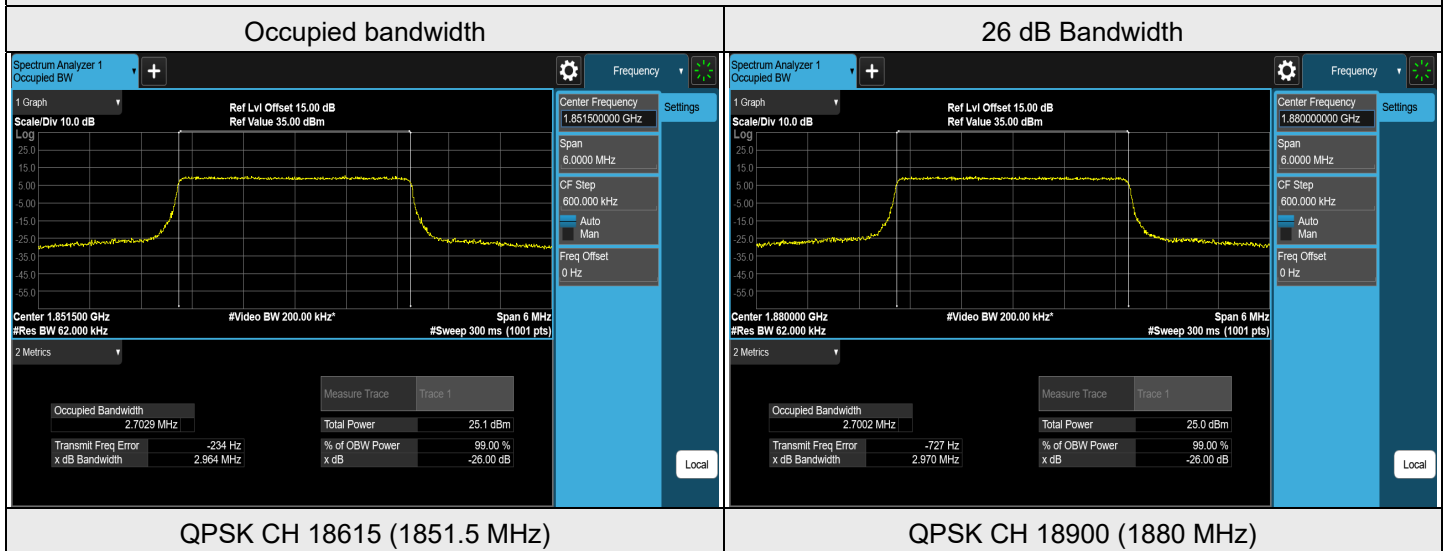 Occupied bandwidth
26 dB Bandwidth
Spectrum Analyzer 1
Occupied BW
+
Frequency
1 Graph
Ref Lvl Offset 15.00 dB
Scale/Div 10.0 dB
Ref Value 35.00 dBm
Log
25.0
15.0
5.00
-5.00
-15.0
-25.0
-35.0
-45.0
-55.0
Center 1.851500 GHz
#Video BW 200.00 kHz*
Span 6 MHz
#Res BW 62.000 kHz
#Sweep 300 ms (1001 pts)
Center Frequency
1.851500000 GHz
Settings
Span
6.0000 MHz
CF Step
600.000 kHz
Auto
Man
Freq Offset
0 Hz
2 Metrics
Measure Trace
Trace 1
Occupied Bandwidth
2.7029 MHz
Total Power
25.1 dBm
Transmit Freq Error
-234 Hz
% of OBW Power
99.00 %
x dB Bandwidth
2.964 MHz
x dB
-26.00 dB
Local
Spectrum Analyzer 1
Occupied BW
+
Frequency
1 Graph
Ref Lvl Offset 15.00 dB
Scale/Div 10.0 dB
Ref Value 35.00 dBm
Log
25.0
15.0
5.00
-5.00
-15.0
-25.0
-35.0
-45.0
-55.0
Center 1.880000 GHz
#Video BW 200.00 kHz*
Span 6 MHz
#Res BW 62.000 kHz
#Sweep 300 ms (1001 pts)
Center Frequency
1.880000000 GHz
Settings
Span
6.0000 MHz
CF Step
600.000 kHz
Auto
Man
Freq Offset
0 Hz
2 Metrics
Measure Trace
Trace 1
Occupied Bandwidth
2.7002 MHz
Total Power
25.0 dBm
Transmit Freq Error
-727 Hz
% of OBW Power
99.00 %
x dB Bandwidth
2.970 MHz
x dB
-26.00 dB
Local
QPSK CH 18615 (1851.5 MHz)
QPSK CH 18900 (1880 MHz)